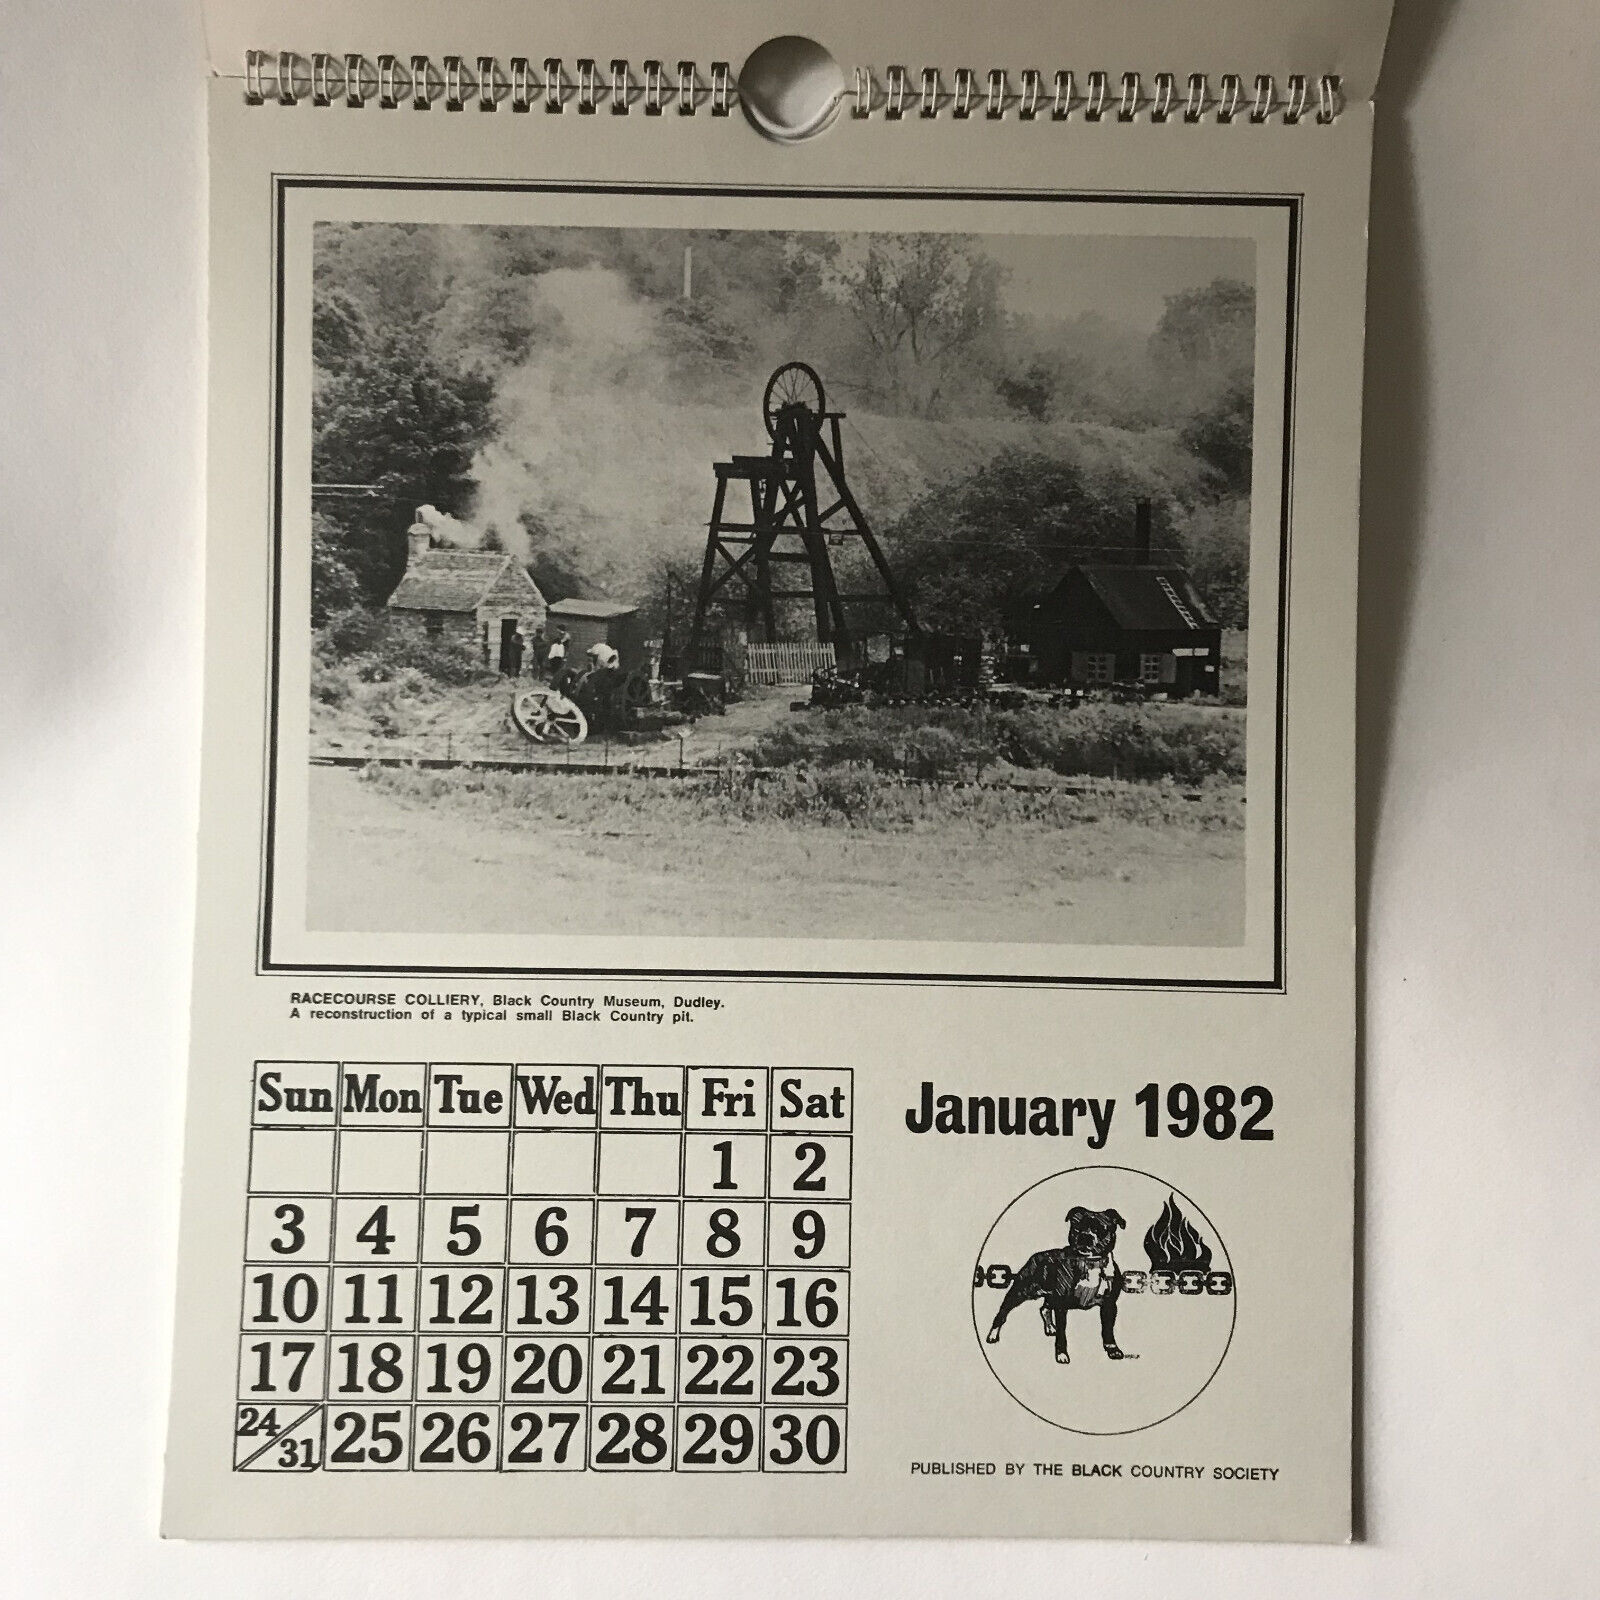 RACECOURSE COLLIERY, Black Country Museum, Dudley.
A reconstruction of a typical small Black Country pit.
Sun Mon Tue Wed Thu Fri Sat
1 2
3 4 5 6 7 8 9
10 11 12 13 14 15 16
17 18 19 20 21 22 23
24/31 25 26 27 28 29 30
January 1982
PUBLISHED BY THE BLACK COUNTRY SOCIETY